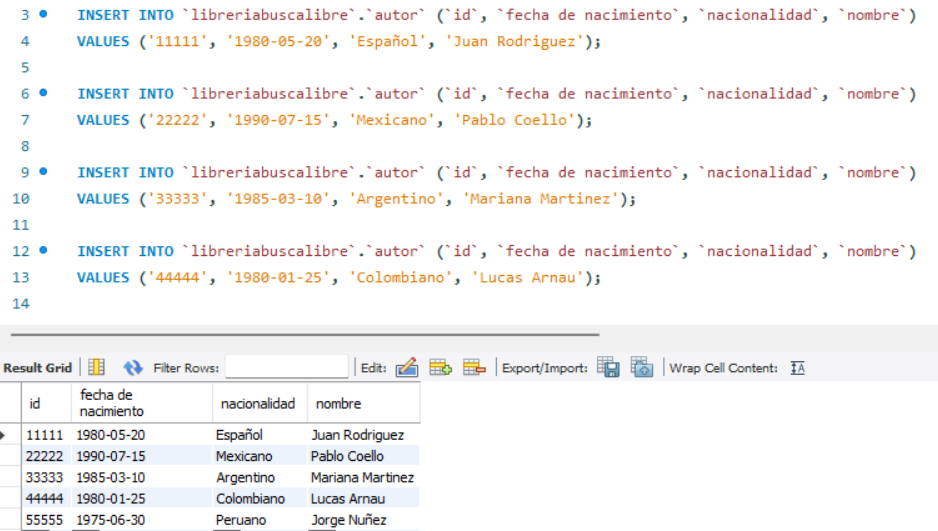 3 INSERT INTO `libreriabuscalibre`.`autor` (`id`, `fecha de nacimiento`, `nacionalidad`, `nombre`)
4 VALUES ('11111', '1980-05-20', 'Español', 'Juan Rodriguez');
5
6 INSERT INTO `libreriabuscalibre`.`autor` (`id`, `fecha de nacimiento`, `nacionalidad`, `nombre`)
7 VALUES ('22222', '1990-07-15', 'Mexicano', 'Pablo Coello');
8
9 INSERT INTO `libreriabuscalibre`.`autor` (`id`, `fecha de nacimiento`, `nacionalidad`, `nombre`)
10 VALUES ('33333', '1985-03-10', 'Argentino', 'Mariana Martinez');
11
12 INSERT INTO `libreriabuscalibre`.`autor` (`id`, `fecha de nacimiento`, `nacionalidad`, `nombre`)
13 VALUES ('44444', '1980-01-25', 'Colombiano', 'Lucas Arnau');
14
Result Grid Filter Rows: Edit: Export/Import: Wrap Cell Content: IA
id fecha de nacimiento nacionalidad nombre
11111 1980-05-20 Español Juan Rodriguez
22222 1990-07-15 Mexicano Pablo Coello
33333 1985-03-10 Argentino Mariana Martinez
44444 1980-01-25 Colombiano Lucas Arnau
55555 1975-06-30 Peruano Jorge Nuñez